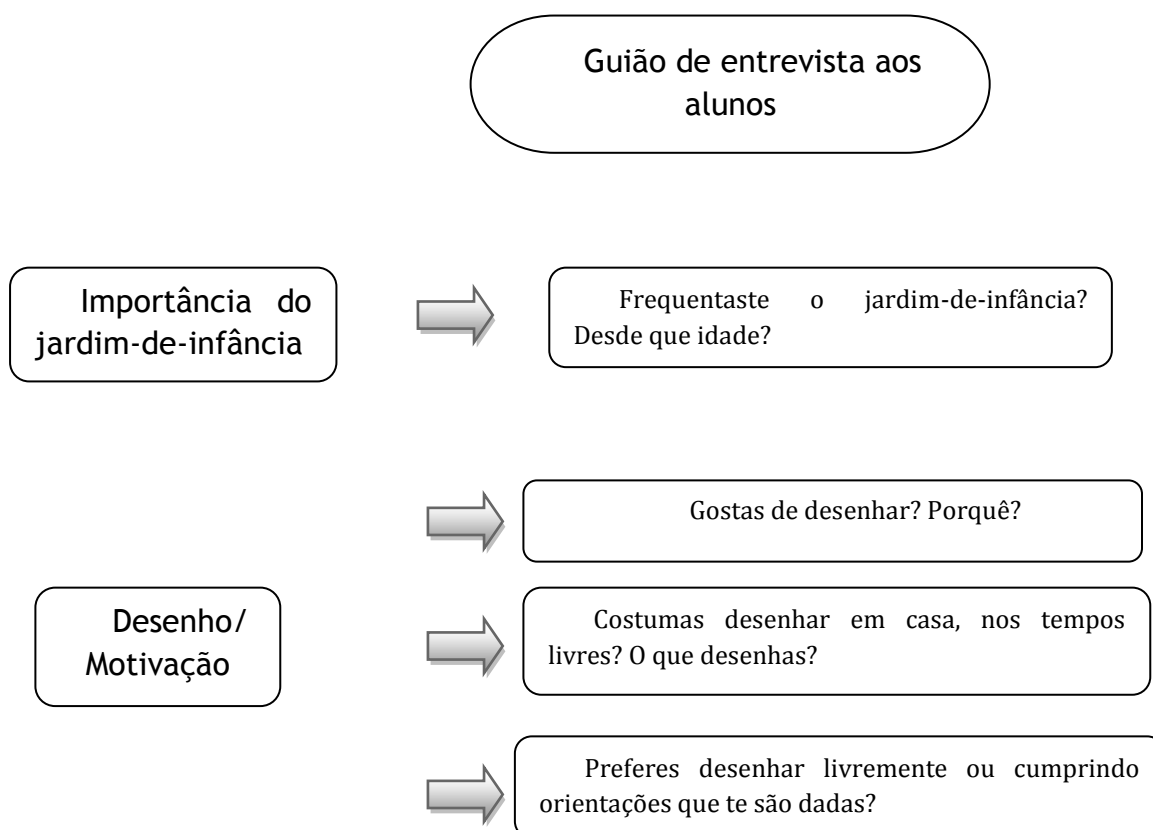 Guião de entrevista aos
alunos
Importância do
jardim-de-infância
Frequentaste o jardim-de-infância?
Desde que idade?
Gostas de desenhar? Porquê?
Desenho/
Motivação
Costumas desenhar em casa, nos tempos
livres? O que desenhas?
Preferes desenhar livremente ou cumprindo
orientações que te são dadas?